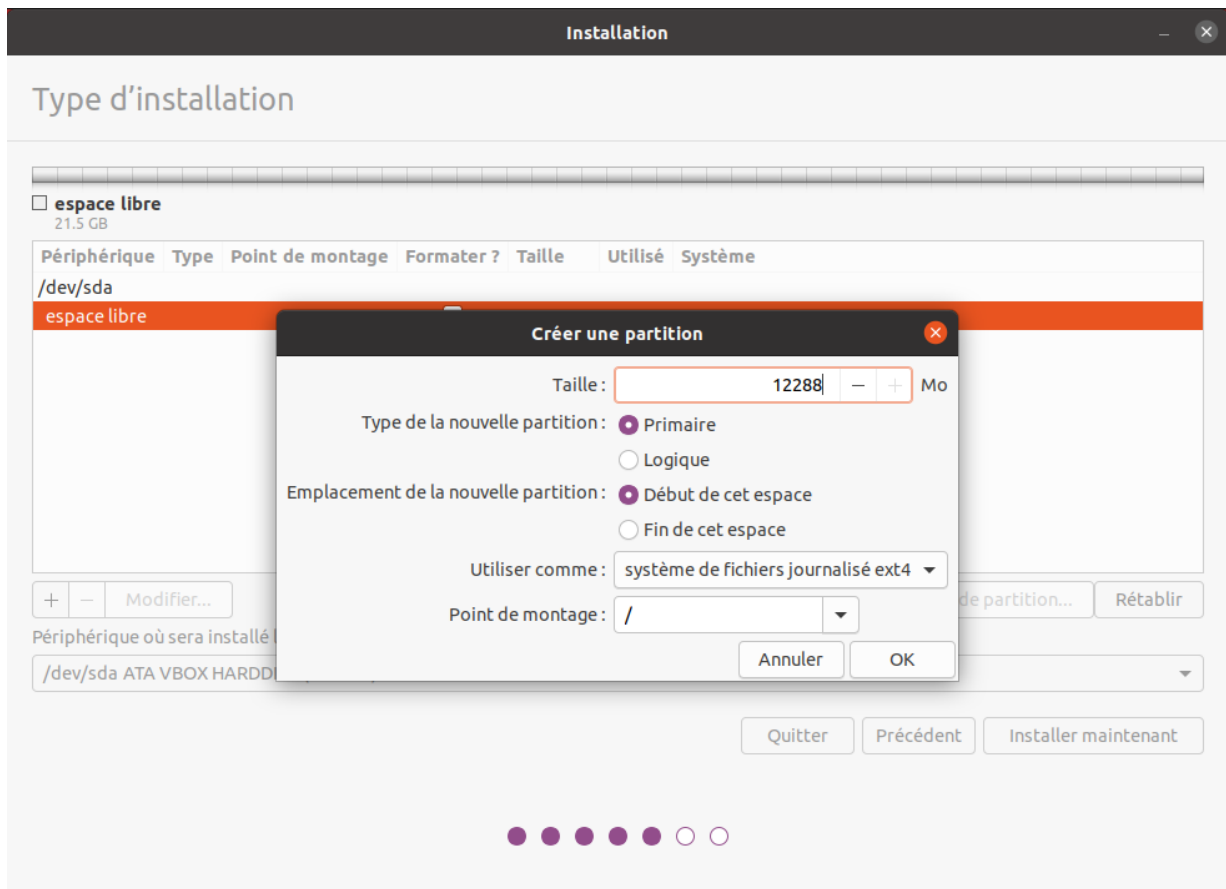 Installation
Type d'installation
espace libre
21.5 GB
Périphérique Type Point de montage Formater ? Taille Utilisé Système
/dev/sda
espace libre
Créer une partition
Taille : 12288 − + Mo
Type de la nouvelle partition : Primaire
Logique
Emplacement de la nouvelle partition : Début de cet espace
Fin de cet espace
Utiliser comme : système de fichiers journalisé ext4
Point de montage : /
Annuler OK
+ − Modifier... de partition... Rétablir
Périphérique où sera installé
/dev/sda ATA VBOX
Quitter Précédent Installer maintenant